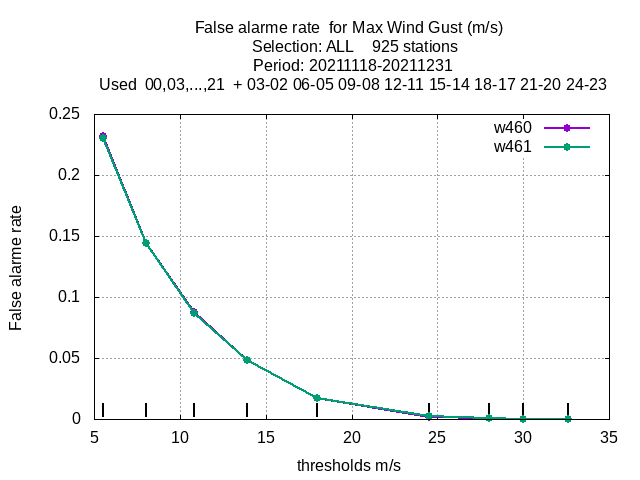 False alarme rate  for Max Wind Gust (m/s)
Selection: ALL    925 stations
Period: 20211118-20211231
Used  00,03,...,21  + 03-02 06-05 09-08 12-11 15-14 18-17 21-20 24-23
w460
w461
0.25
0.2
0.15
0.1
0.05
0
False alarme rate
5 10 15 20 25 30 35
thresholds m/s